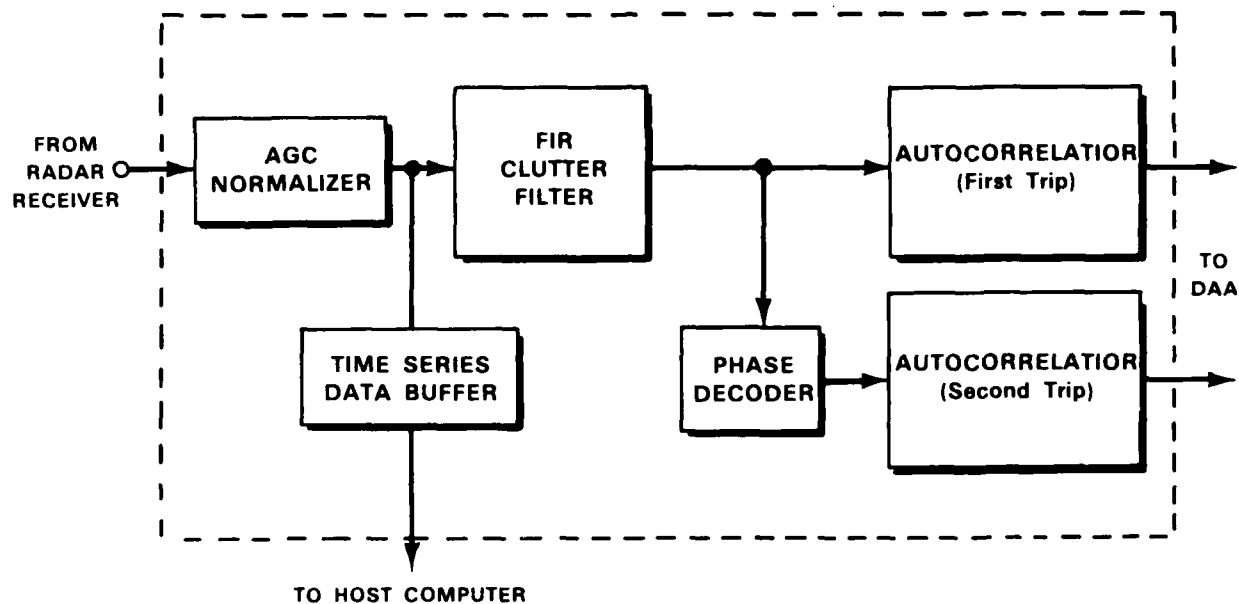 FROM
RADAR
RECEIVER
AGC
NORMALIZER
FIR
CLUTTER
FILTER
AUTOCORRELATIOR
(First Trip)
TIME SERIES
DATA BUFFER
PHASE
DECODER
AUTOCORRELATIOR
(Second Trip)
TO
DAA
TO HOST COMPUTER